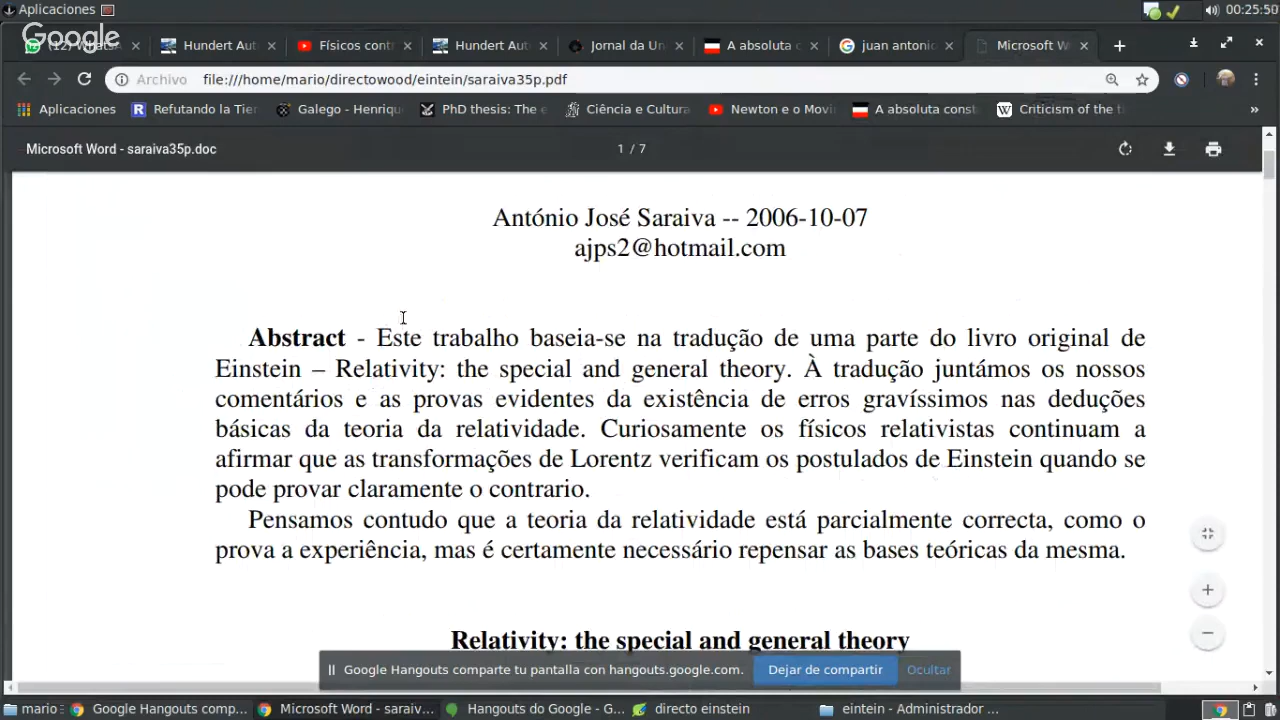 Aplicaciones
00:25:50
Google
Hundert Aut
Físicos cont
Hundert Aut
Jornal da Un
A absoluta c
juan antonio
Microsoft W
Archivo file:///home/mario/directowood/eintein/saraiva35p.pdf
Aplicaciones
Refutando la Tier
Galego - Henriqu
PhD thesis: The e
Ciência e Cultura
Newton e o Movi
A absoluta const
Criticism of the t
»
Microsoft Word - saraiva35p.doc
1 / 7
António José Saraiva -- 2006-10-07
ajps2@hotmail.com
Abstract - Este trabalho baseia-se na tradução de uma parte do livro original de
Einstein – Relativity: the special and general theory. À tradução juntámos os nossos
comentários e as provas evidentes da existência de erros gravíssimos nas deduções
básicas da teoria da relatividade. Curiosamente os físicos relativistas continuam a
afirmar que as transformações de Lorentz verificam os postulados de Einstein quando se
pode provar claramente o contrario.
Pensamos contudo que a teoria da relatividade está parcialmente correcta, como o
prova a experiência, mas é certamente necessário repensar as bases teóricas da mesma.
Relativity: the special and general theory
Google Hangouts comparte tu pantalla con hangouts.google.com.
Dejar de compartir
Ocultar
mario
Google Hangouts comp...
Microsoft Word - saraiv...
Hangouts do Google - G...
directo einstein
eintein - Administrador ...